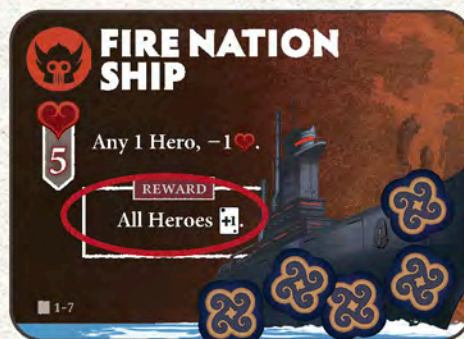 FIRE NATION
SHIP
5
Any 1 Hero, −1.
REWARD
All Heroes +1.
1-7